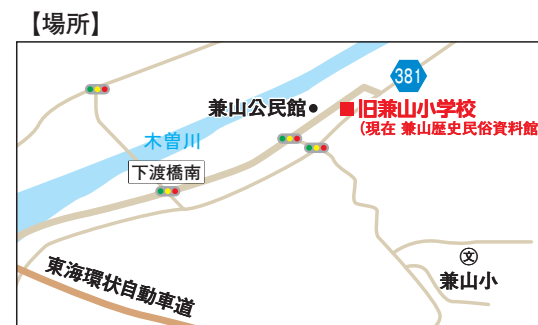 【場所】
381
兼山公民館
旧兼山小学校
(現在 兼山歴史民俗資料館
木曽川
下渡橋南
文
兼山小
東海環状自動車道